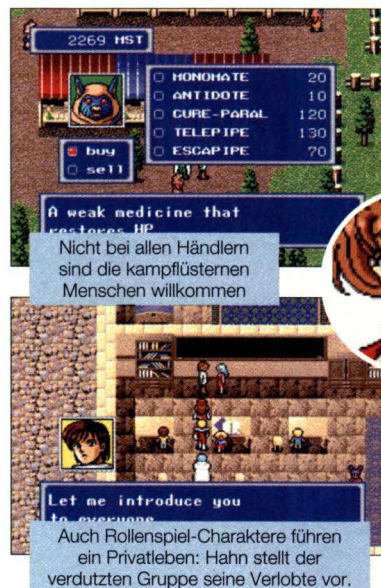 2269 MST
MONOMATE 20
ANTIDOTE 10
CURE-PARAL 120
TELEPIPE 130
ESCAPIPE 70
buy
sell
A weak medicine that
restores HP
Nicht bei allen Händlern
sind die kampflüsternen
Menschen willkommen
Let me introduce you
to everyone
Auch Rollenspiel-Charaktere führen
ein Privatleben: Hahn stellt der
verdutzten Gruppe seine Verlobte vor.